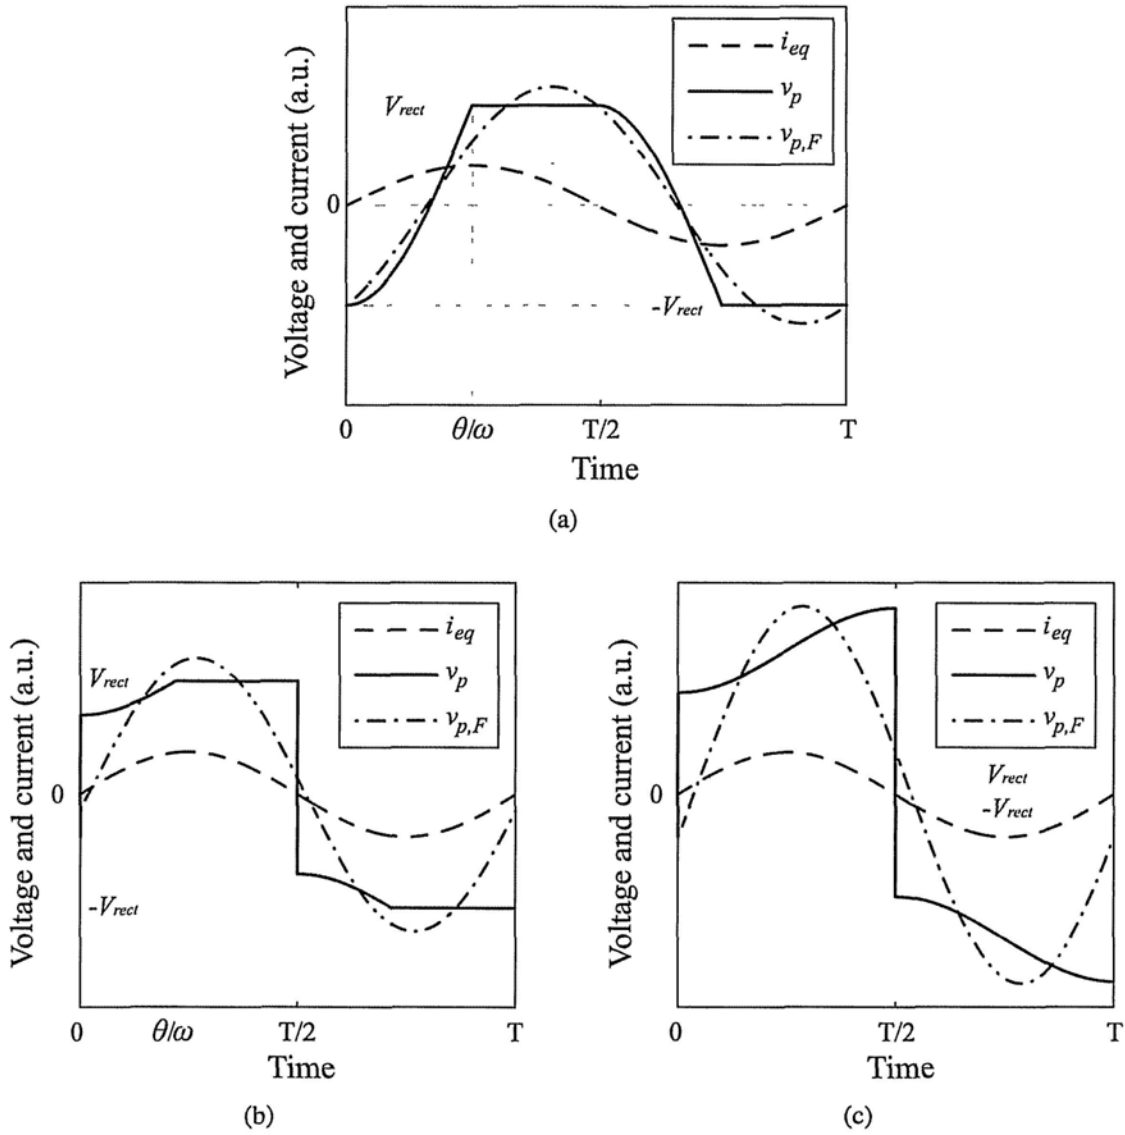 Voltage and current (a.u.)
i_eq
v_p
v_p,F
V_rect
0
-V_rect
0 θ/ω T/2 T
Time
(a)
Voltage and current (a.u.)
i_eq
v_p
v_p,F
V_rect
0
-V_rect
0 θ/ω T/2 T
Time
(b)
Voltage and current (a.u.)
i_eq
v_p
v_p,F
V_rect
0
-V_rect
0 T/2 T
Time
(c)